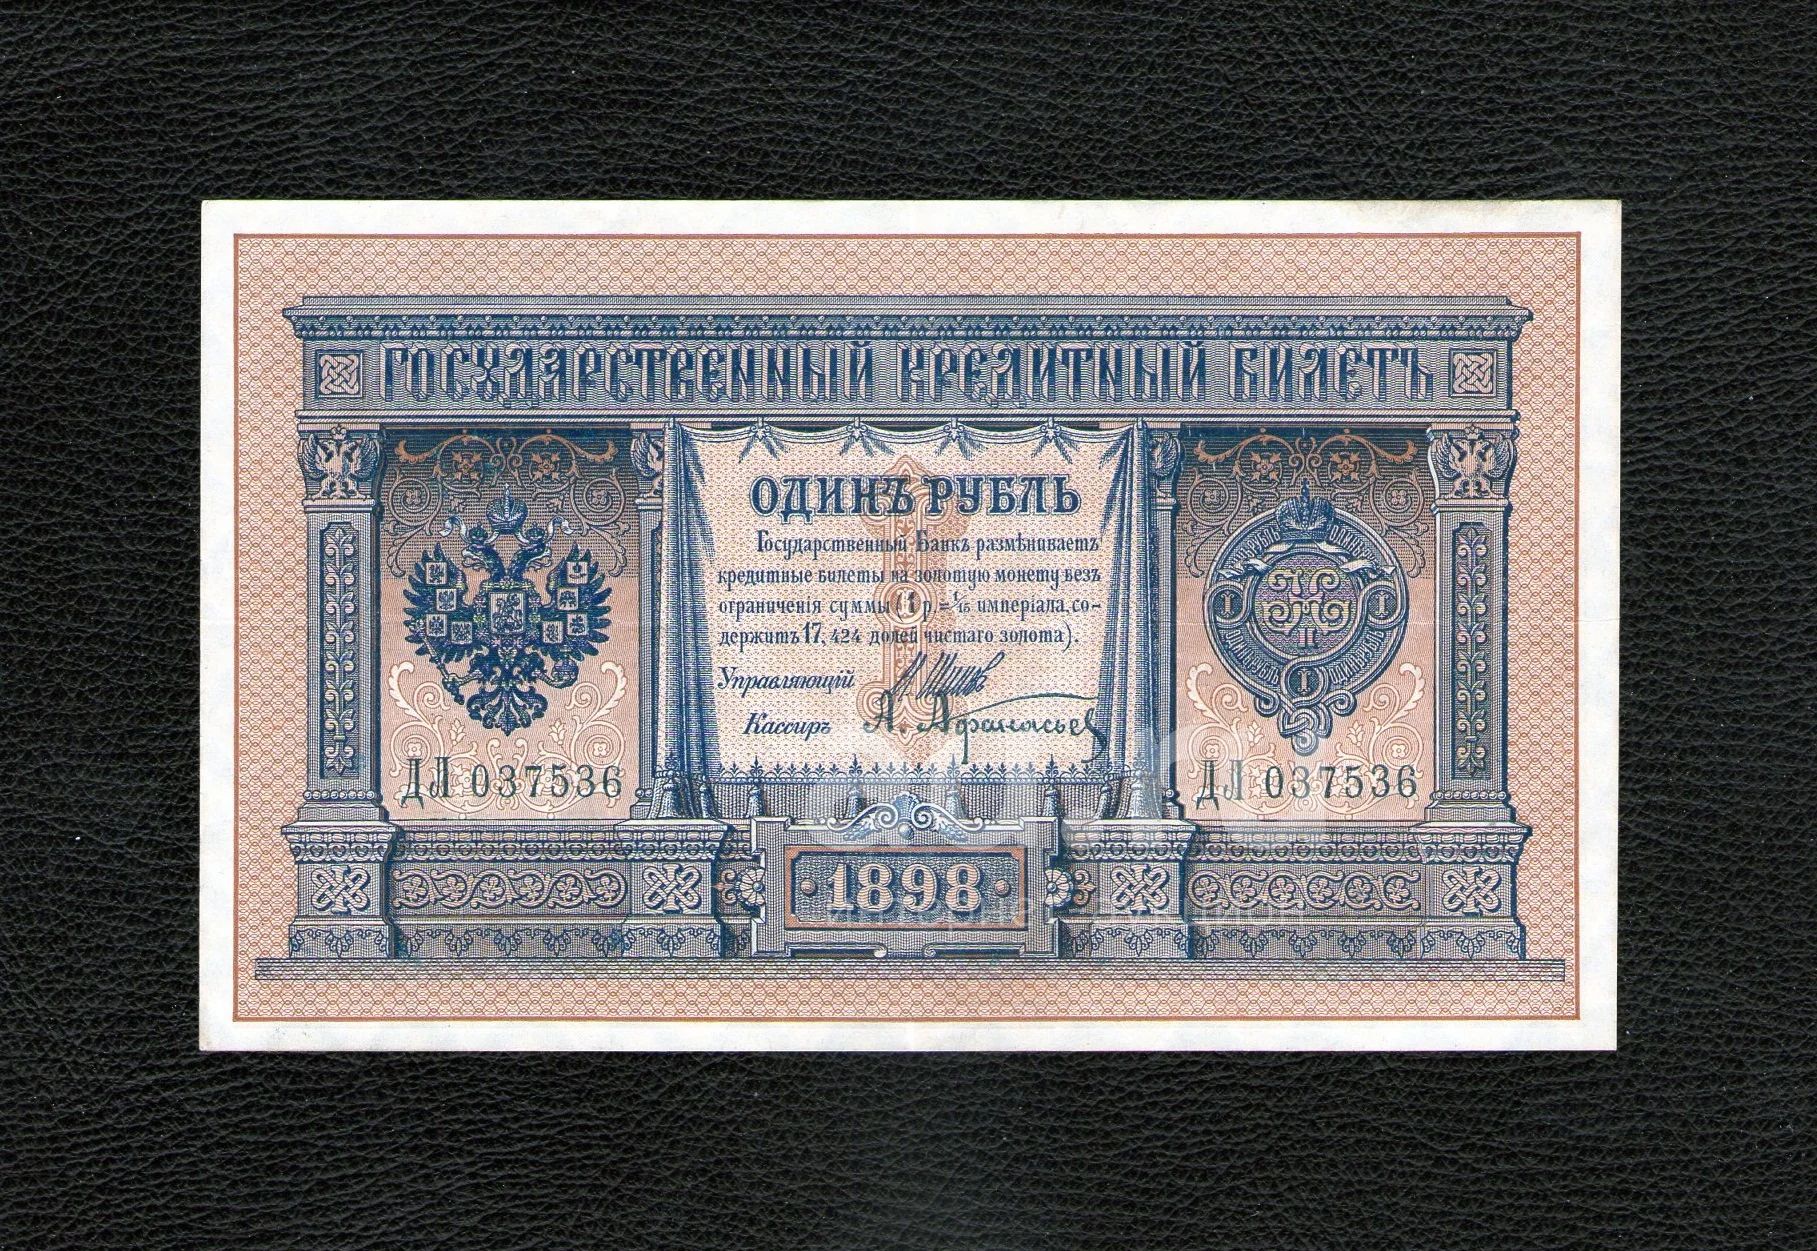 ГОСУДАРСТВЕННЫЙ КРЕДИТНЫЙ БИЛЕТЪ
ОДИНЪ РУБЛЬ
Государственный Банкъ размѣниваетъ
кредитные билеты на золотую монету безъ
ограниченія суммы (1 р.= 1/15 имперіала, со-
держитъ 17, 424 долей чистаго золота).
Управляющій
Кассиръ А. Афанасьев
ДЛ 037536
ДЛ 037536
1898